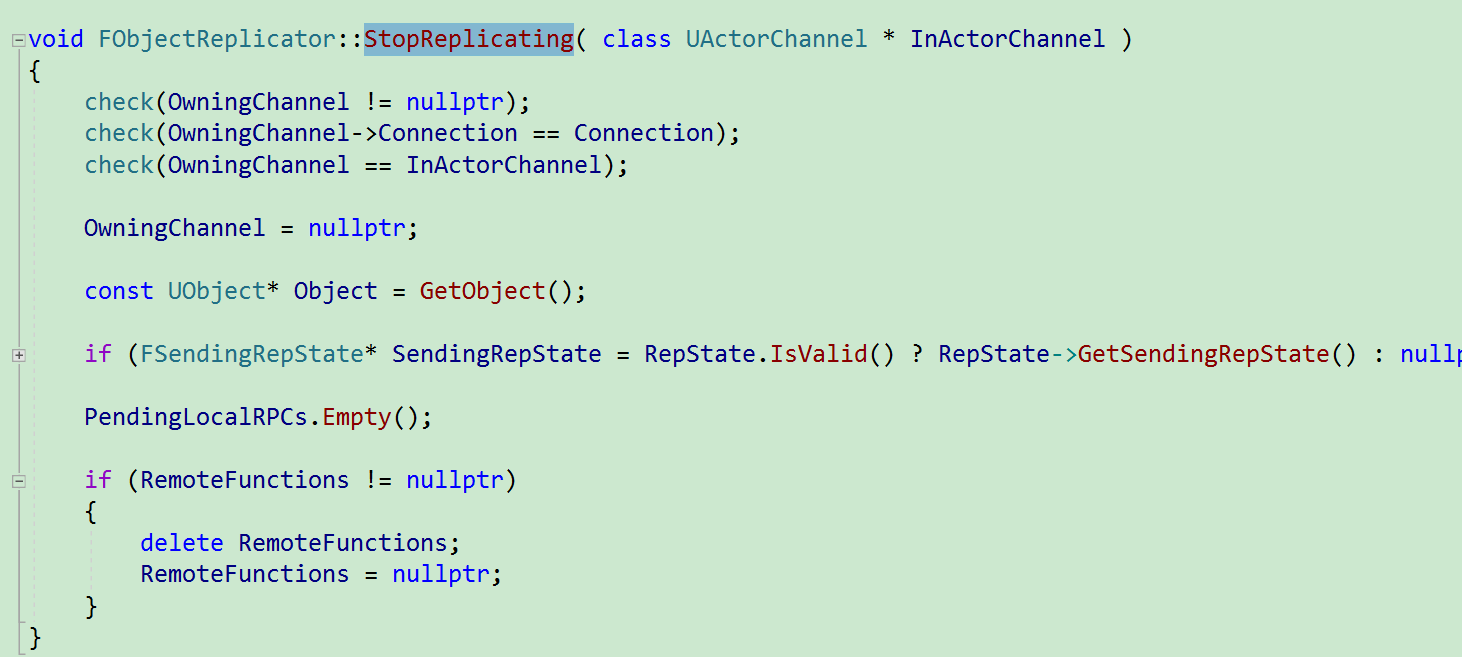 void FObjectReplicator::StopReplicating( class UActorChannel * InActorChannel )
{
    check(OwningChannel != nullptr);
    check(OwningChannel->Connection == Connection);
    check(OwningChannel == InActorChannel);
    OwningChannel = nullptr;
    const UObject* Object = GetObject();
    if (FSendingRepState* SendingRepState = RepState.IsValid() ? RepState->GetSendingRepState() : nullp
    PendingLocalRPCs.Empty();
    if (RemoteFunctions != nullptr)
    {
        delete RemoteFunctions;
        RemoteFunctions = nullptr;
    }
}